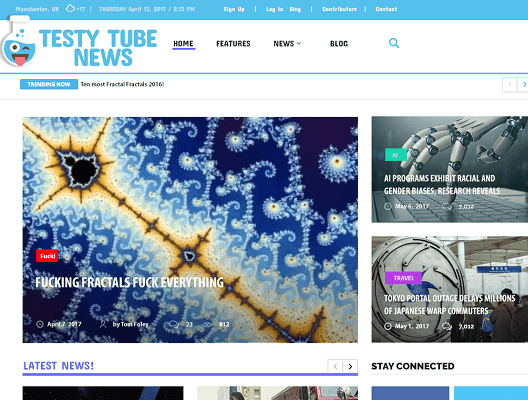 Manchester, UK +17 | THURSDAY April 13, 2017 / 2:13 PM Sign Up | Log In Blog | Contributors | Contact
TESTY TUBE
NEWS
HOME FEATURES NEWS BLOG
TRENDING NOW Ten most Fractal Fractals 2016!
AI
AI PROGRAMS EXHIBIT RACIAL AND
GENDER BIASES, RESEARCH REVEALS
May 6, 2017 7,012
Fuck!
FUCKING FRACTALS FUCK EVERYTHING
April 7, 2017 by Tom Foley 23 912
TRAVEL
TOKYO PORTAL OUTAGE DELAYS MILLIONS
OF JAPANESE WARP COMMUTERS
May 1, 2017 7,012
LATEST NEWS!
STAY CONNECTED